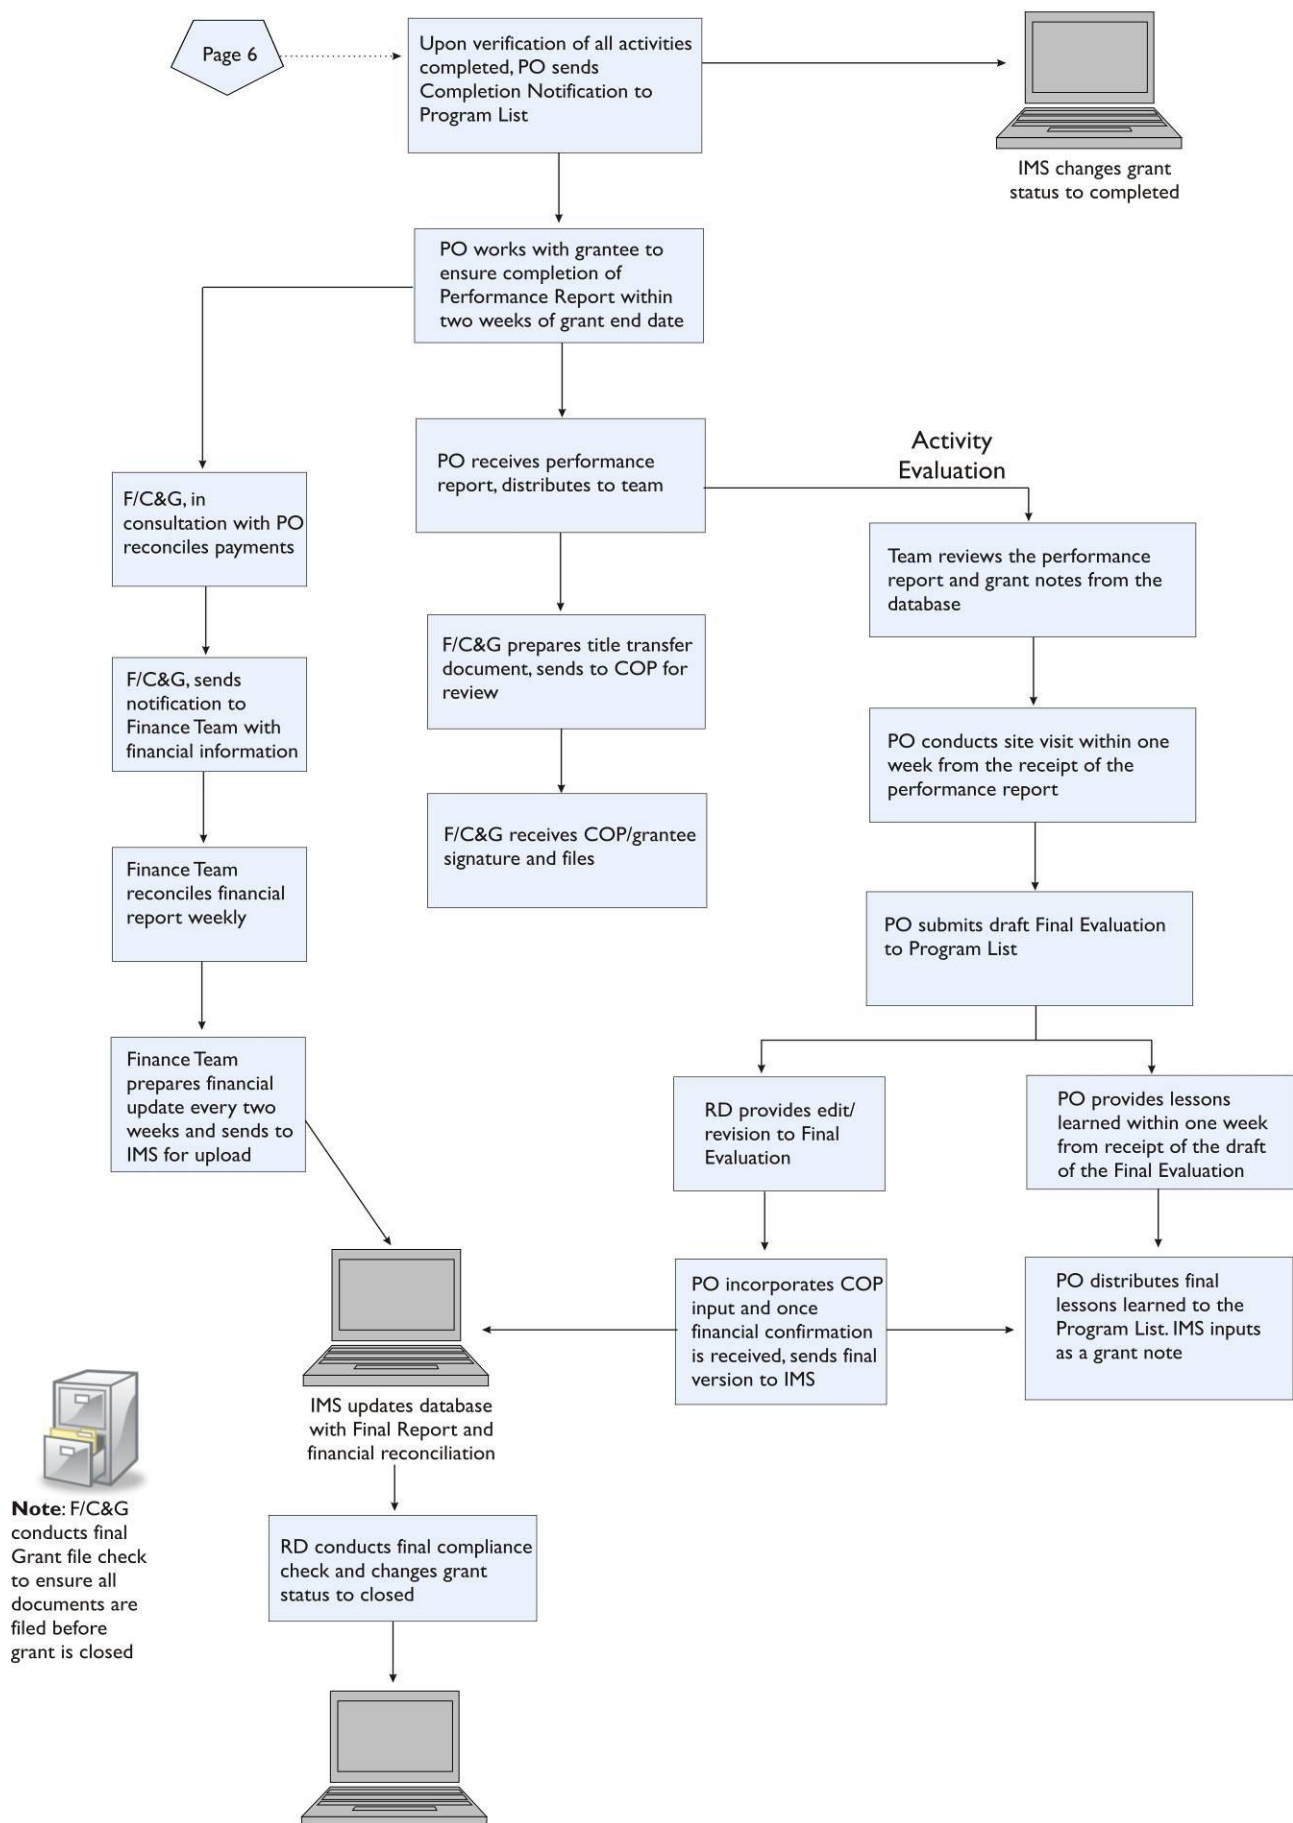 Page 6
Upon verification of all activities
completed, PO sends
Completion Notification to
Program List
IMS changes grant
status to completed
PO works with grantee to
ensure completion of
Performance Report within
two weeks of grant end date
F/C&G, in
consultation with PO
reconciles payments
PO receives performance
report, distributes to team
Activity
Evaluation
Team reviews the performance
report and grant notes from the
database
F/C&G prepares title transfer
document, sends to COP for
review
F/C&G, sends
notification to
Finance Team with
financial information
PO conducts site visit within one
week from the receipt of the
performance report
F/C&G receives COP/grantee
signature and files
Finance Team
reconciles financial
report weekly
PO submits draft Final Evaluation
to Program List
Finance Team
prepares financial
update every two
weeks and sends to
IMS for upload
RD provides edit/
revision to Final
Evaluation
PO provides lessons
learned within one week
from receipt of the draft
of the Final Evaluation
PO incorporates COP
input and once
financial confirmation
is received, sends final
version to IMS
PO distributes final
lessons learned to the
Program List. IMS inputs
as a grant note
IMS updates database
with Final Report and
financial reconciliation
Note: F/C&G
conducts final
Grant file check
to ensure all
documents are
filed before
grant is closed
RD conducts final compliance
check and changes grant
status to closed